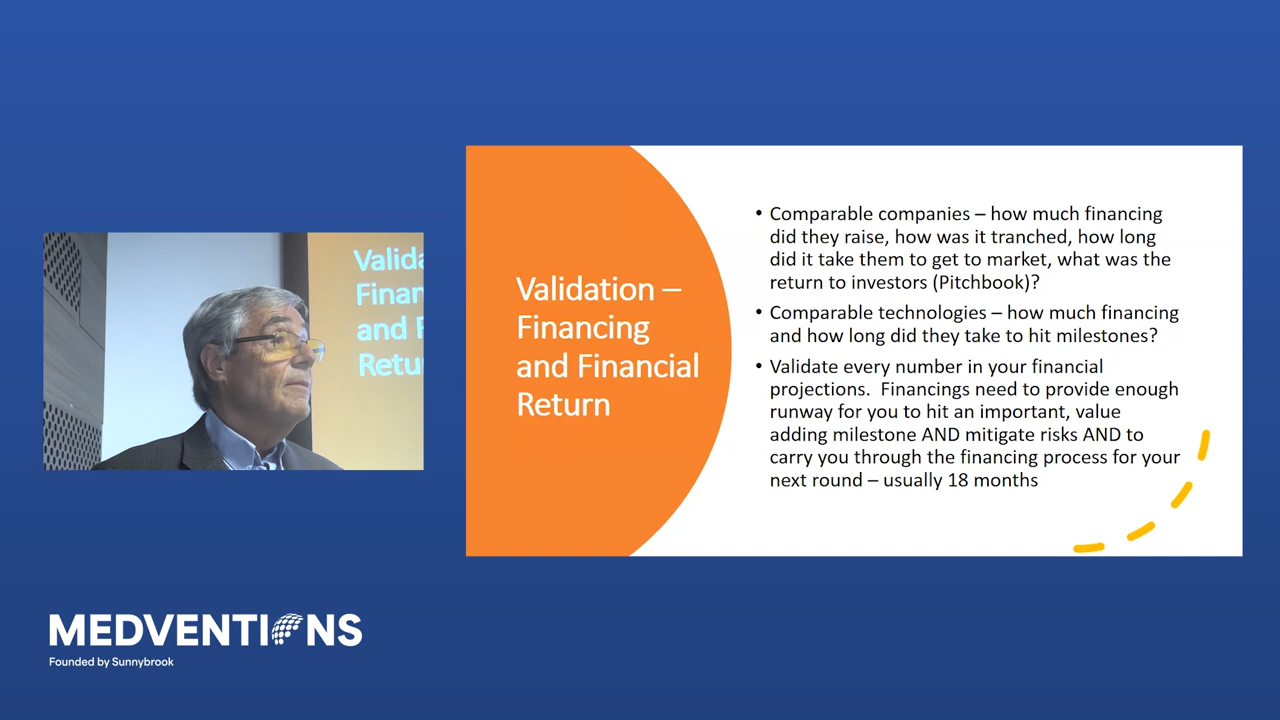 Valida
Finan
and F
Retu
Validation –
Financing
and Financial
Return
• Comparable companies – how much financing
did they raise, how was it tranched, how long
did it take them to get to market, what was the
return to investors (Pitchbook)?
• Comparable technologies – how much financing
and how long did they take to hit milestones?
• Validate every number in your financial
projections.  Financings need to provide enough
runway for you to hit an important, value
adding milestone AND mitigate risks AND to
carry you through the financing process for your
next round – usually 18 months
MEDVENTIONS
Founded by Sunnybrook